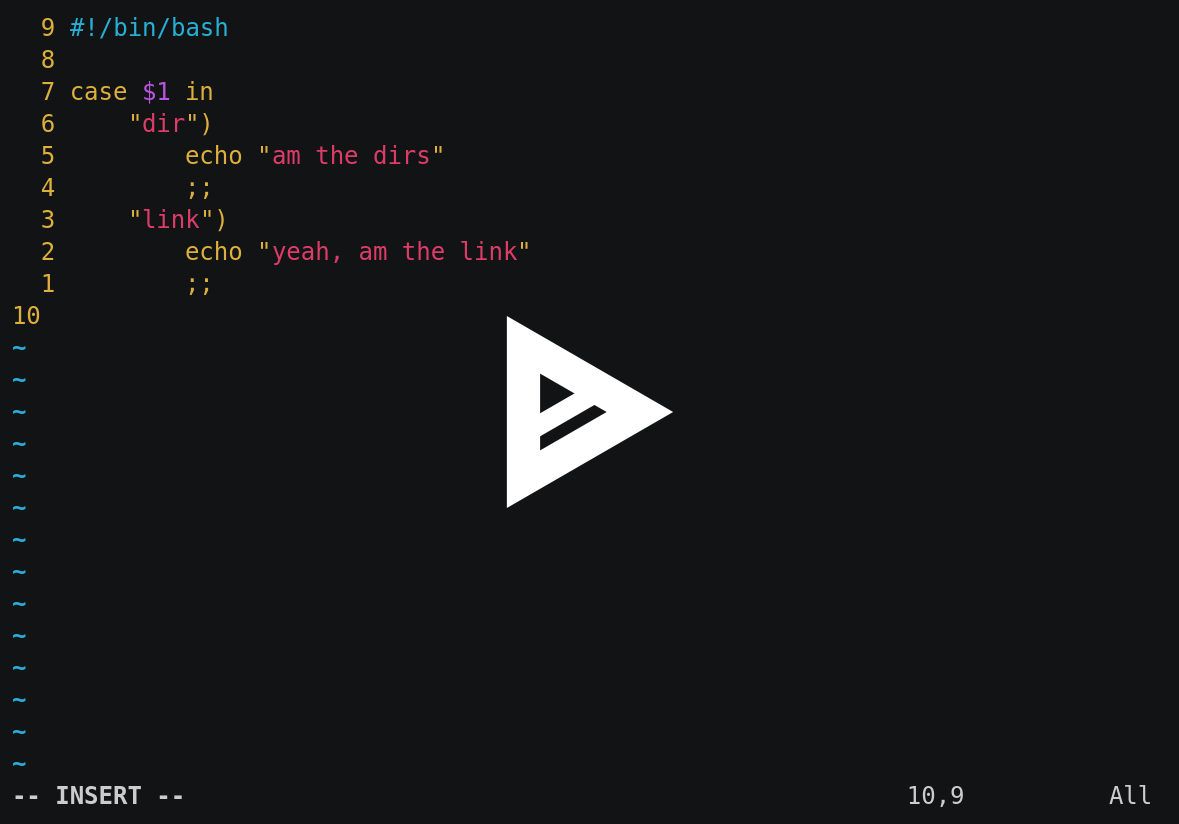 9 #!/bin/bash
8
7 case $1 in
6     "dir")
5         echo "am the dirs"
4         ;;
3     "link")
2         echo "yeah, am the link"
1         ;;
10
~
~
~
~
~
~
~
~
~
~
~
~
~
~
-- INSERT -- 10,9 All